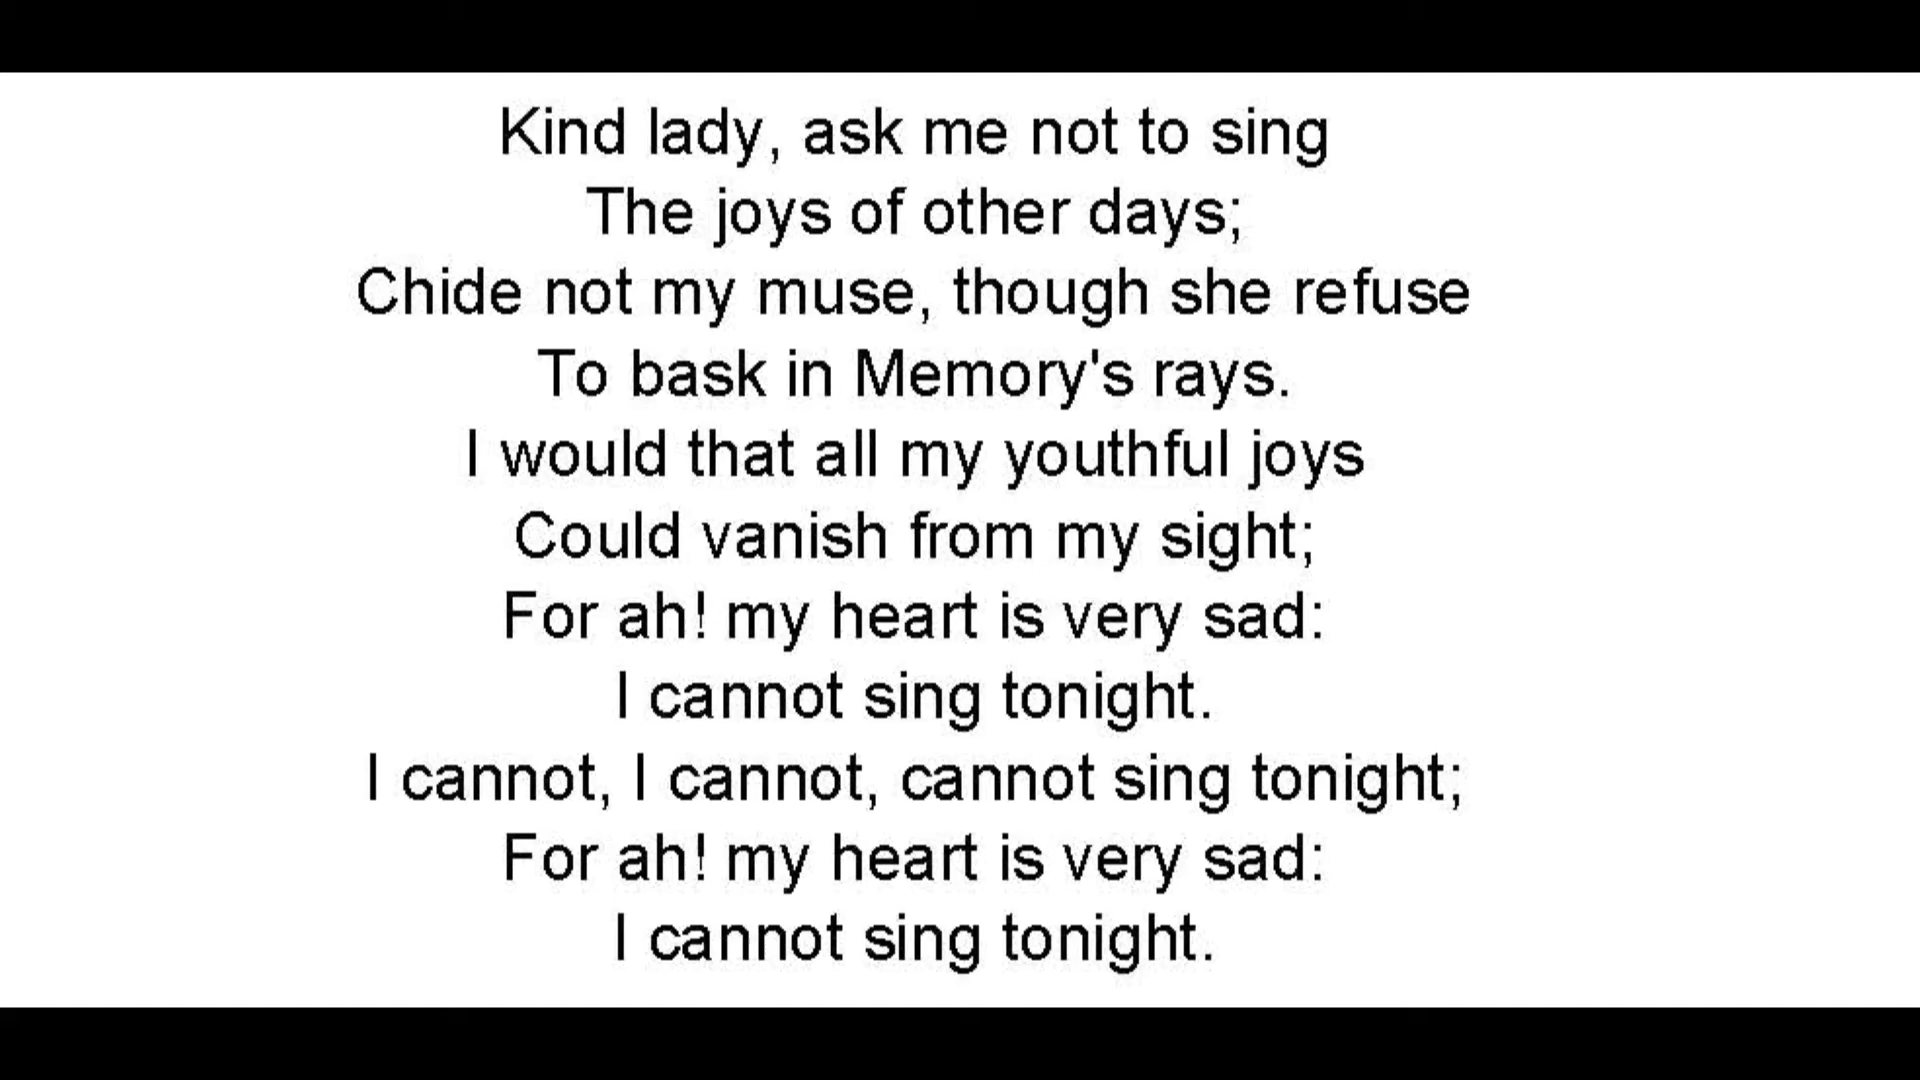 Kind lady, ask me not to sing
The joys of other days;
Chide not my muse, though she refuse
To bask in Memory's rays.
I would that all my youthful joys
Could vanish from my sight;
For ah! my heart is very sad:
I cannot sing tonight.
I cannot, I cannot, cannot sing tonight;
For ah! my heart is very sad:
I cannot sing tonight.